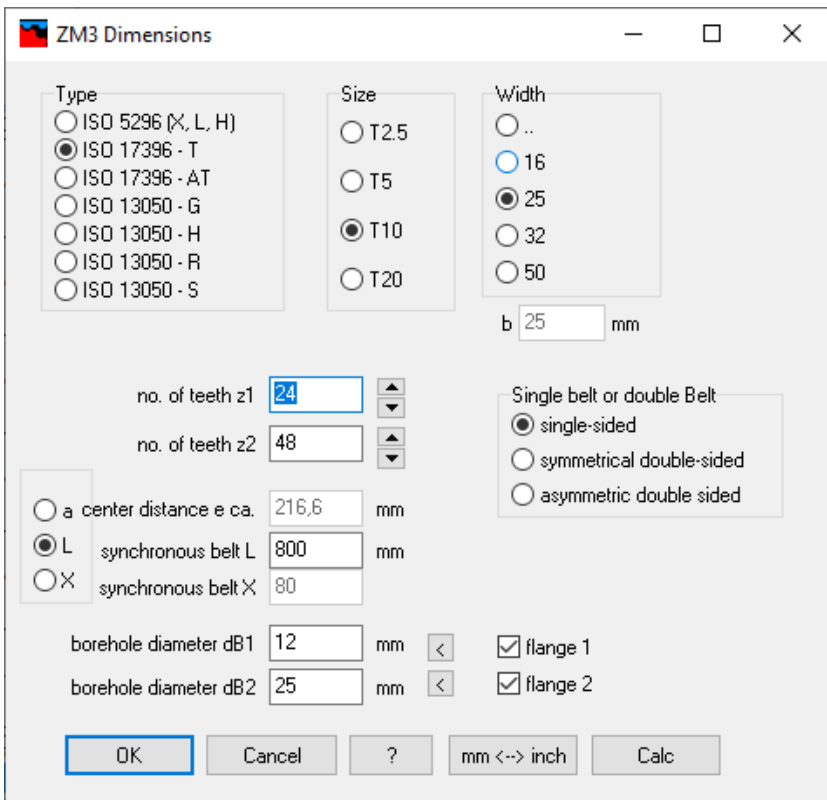 ZM3 Dimensions
Type
ISO 5296 (X, L, H)
ISO 17396 - T
ISO 17396 - AT
ISO 13050 - G
ISO 13050 - H
ISO 13050 - R
ISO 13050 - S
Size
T2.5
T5
T10
T20
Width
..
16
25
32
50
b 25 mm
no. of teeth z1 24
no. of teeth z2 48
Single belt or double Belt
single-sided
symmetrical double-sided
asymmetric double sided
a center distance e ca. 216,6 mm
L synchronous belt L 800 mm
X synchronous belt X 80
borehole diameter dB1 12 mm < flange 1
borehole diameter dB2 25 mm < flange 2
OK Cancel ? mm <--> inch Calc